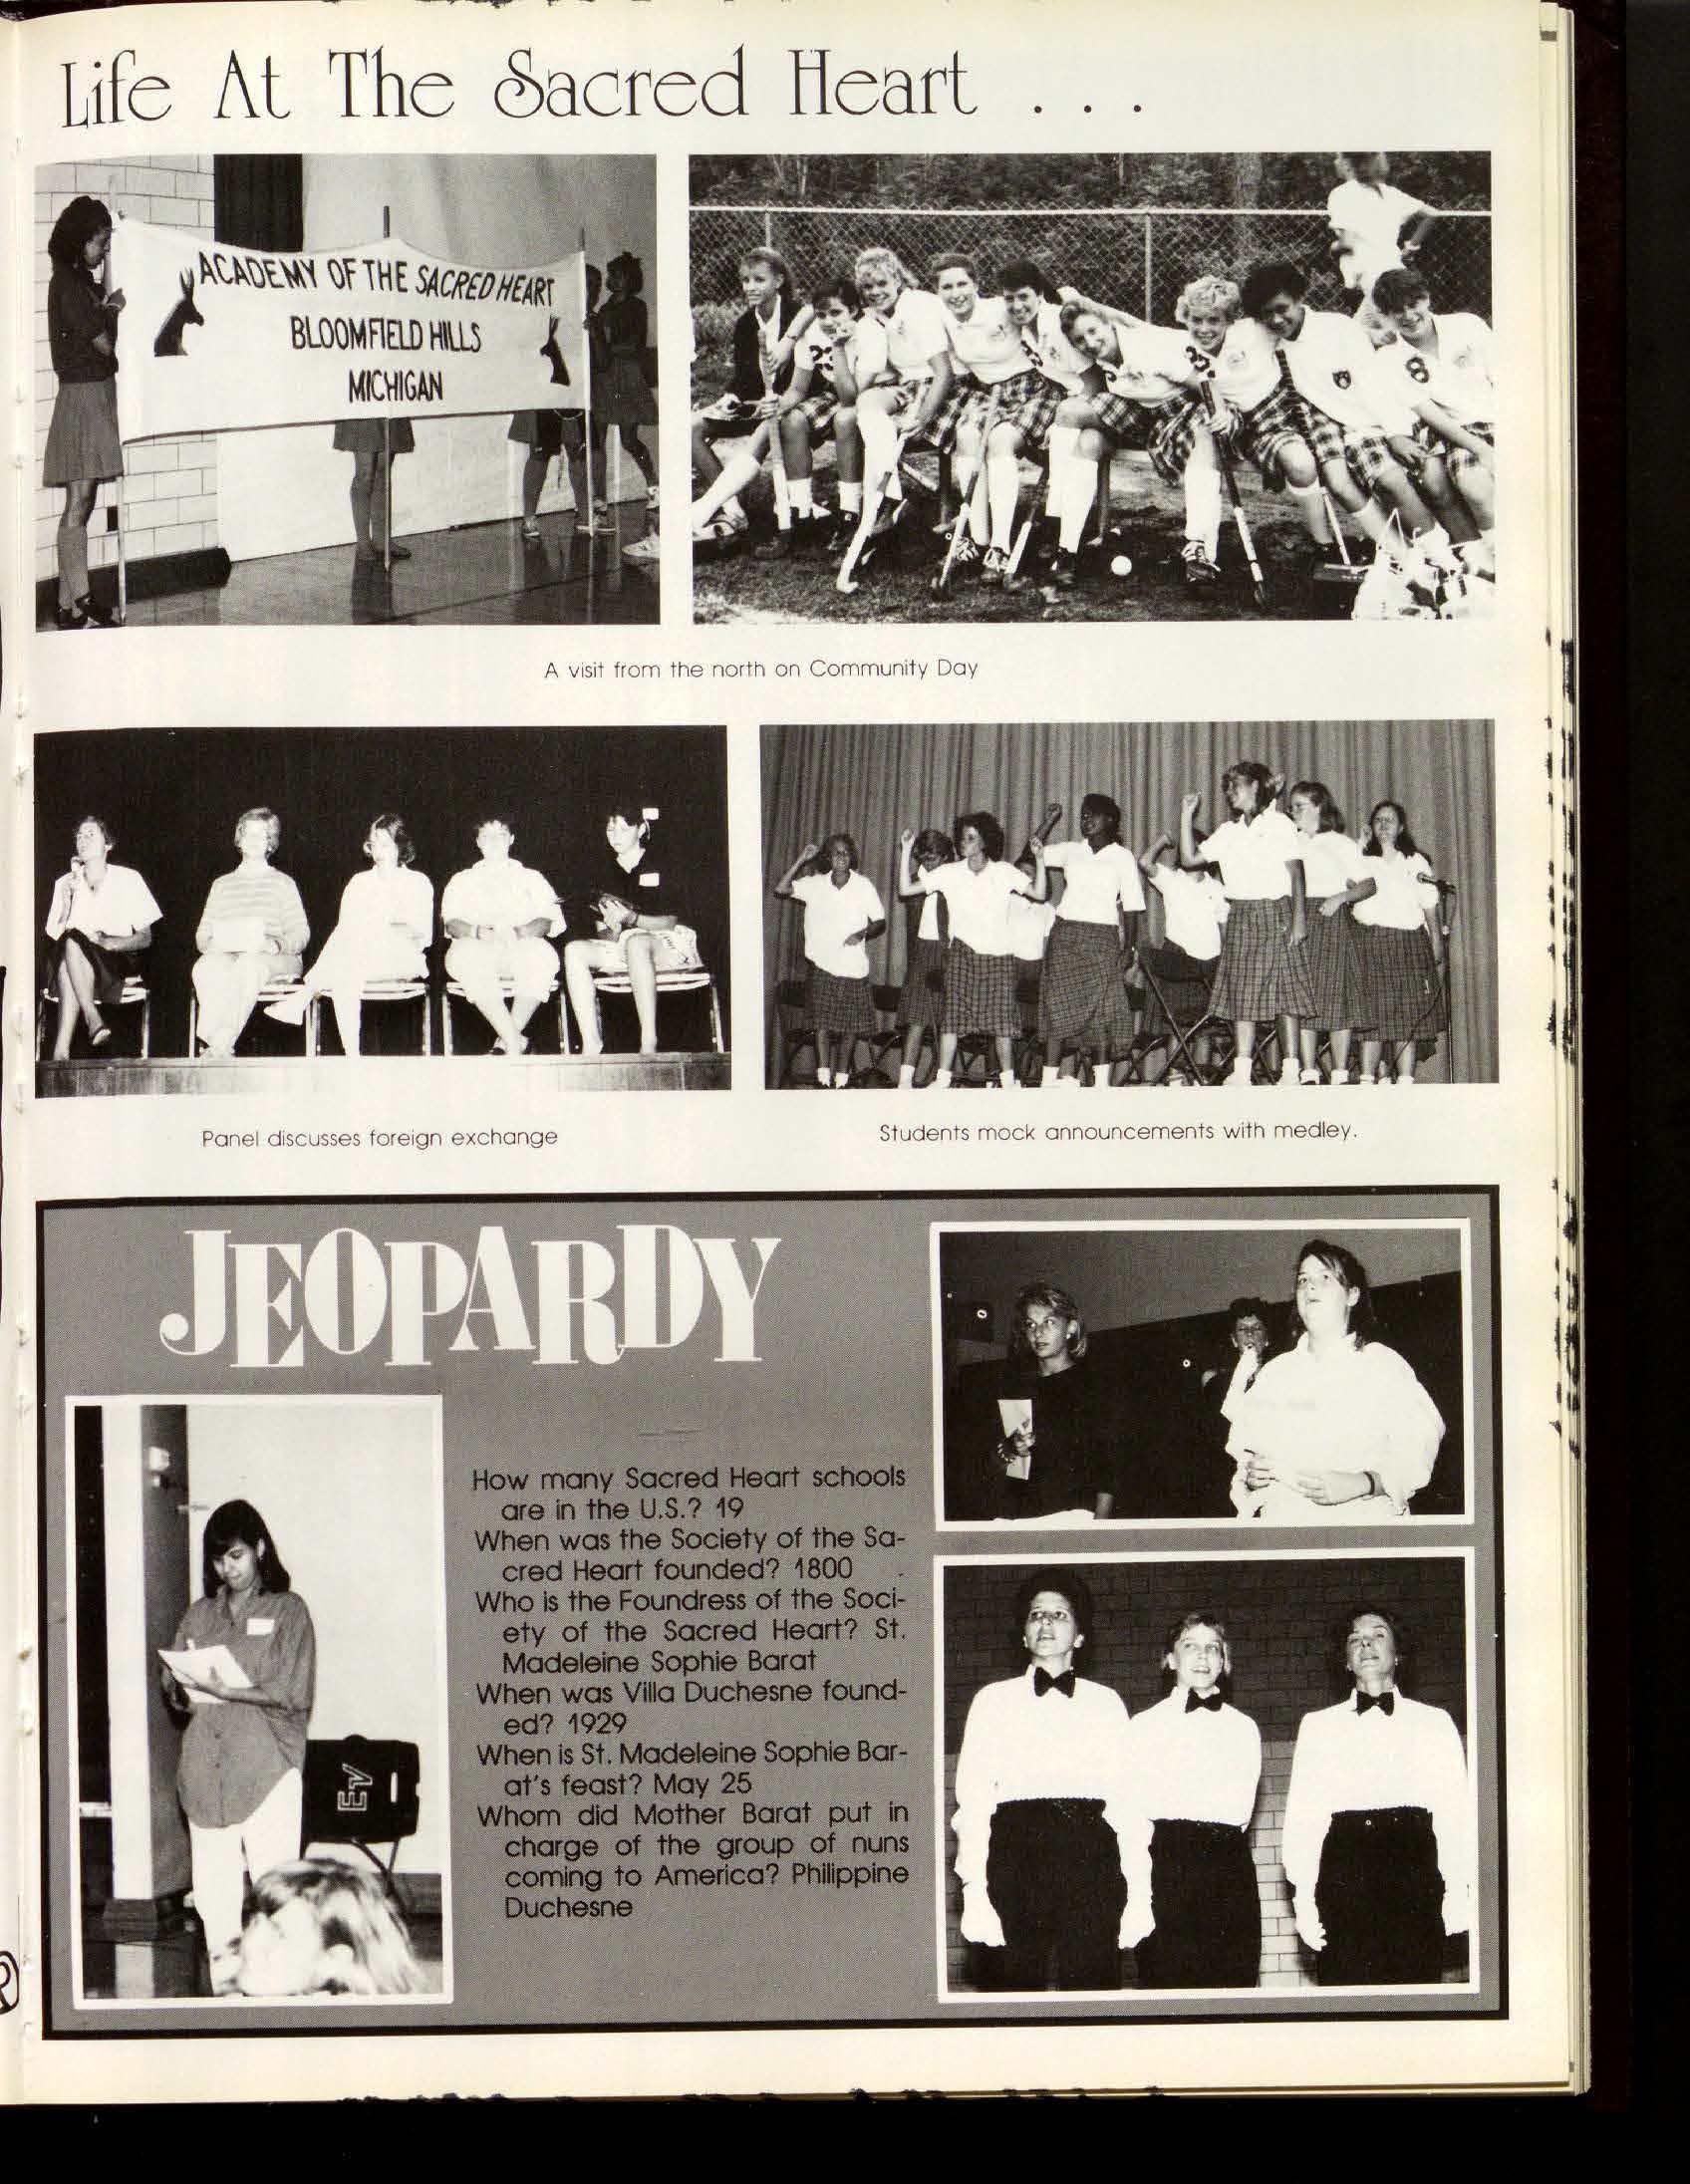 Life At The Sacred Heart . . .
ACADEMY OF THE SACRED HEART
BLOOMFIELD HILLS
MICHIGAN
8
A visit from the north on Community Day
Panel discusses foreign exchange
Students mock announcements with medley.
JEOPARDY
How many Sacred Heart schools
are in the U.S.? 19
When was the Society of the Sa-
cred Heart founded? 1800
Who is the Foundress of the Soci-
ety of the Sacred Heart? St.
Madeleine Sophie Barat
When was Villa Duchesne found-
ed? 1929
When is St. Madeleine Sophie Bar-
at's feast? May 25
Whom did Mother Barat put in
charge of the group of nuns
coming to America? Philippine
Duchesne
EV